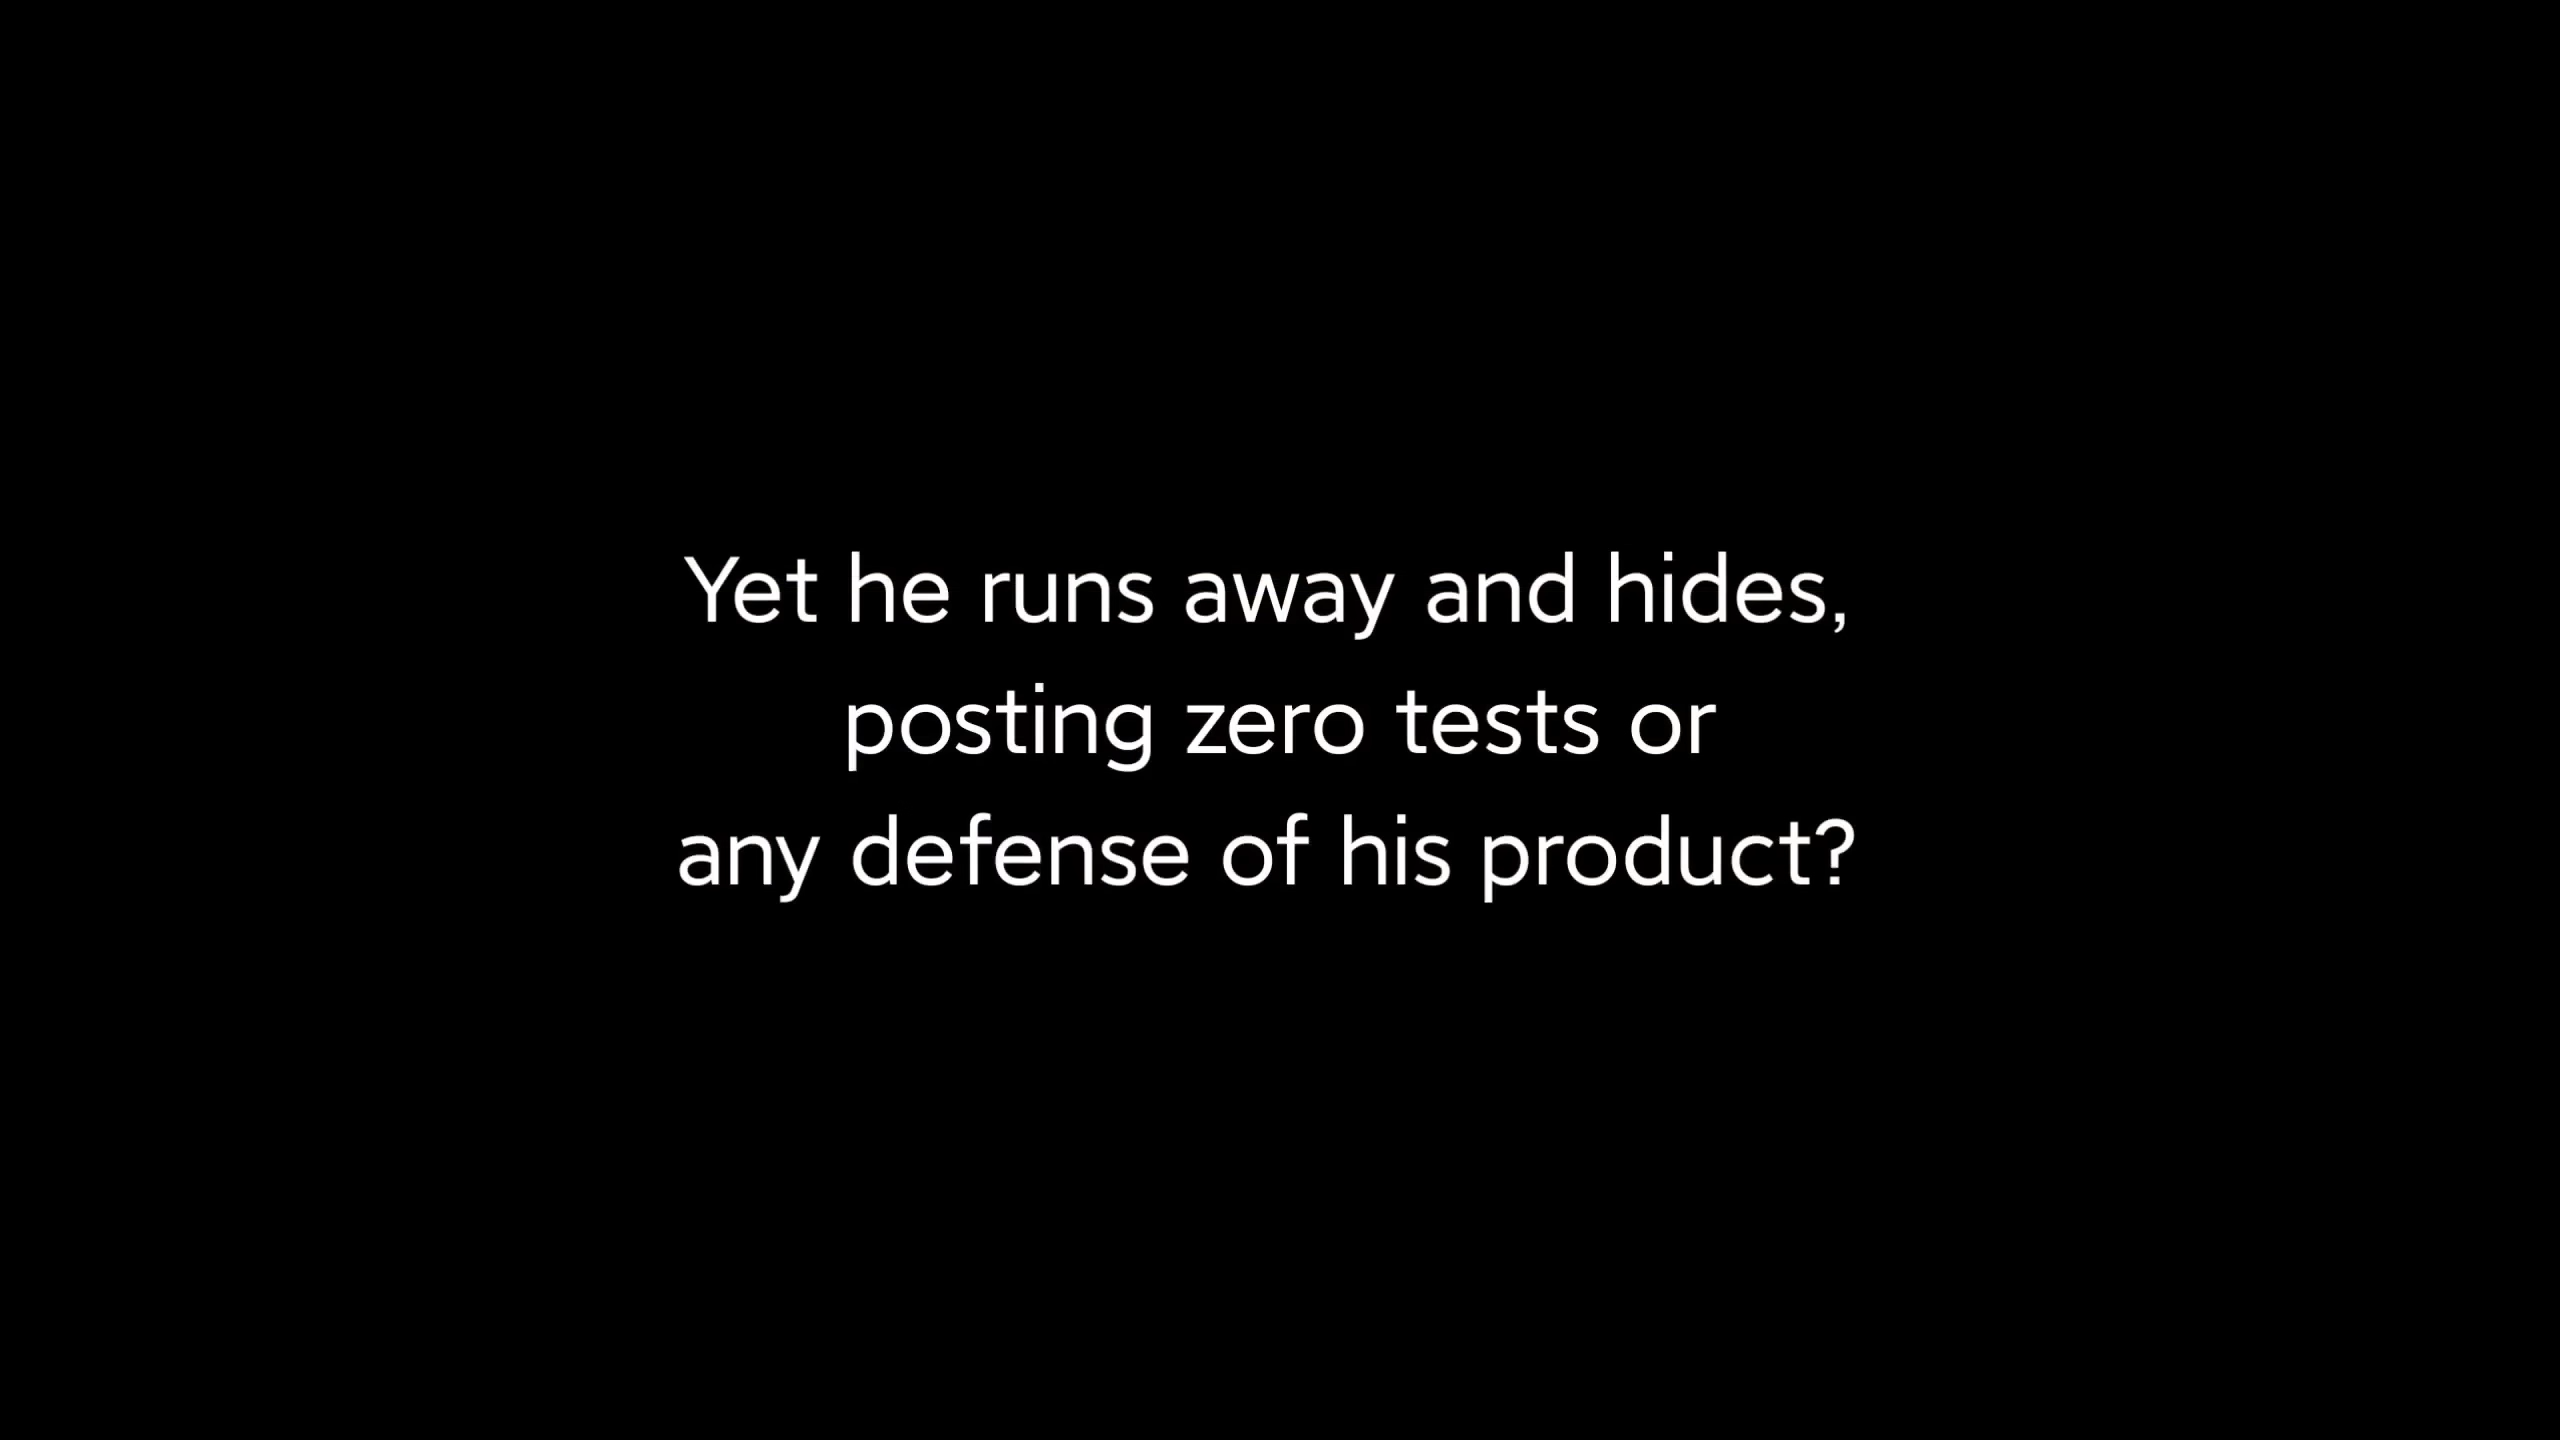 Yet he runs away and hides,
posting zero tests or
any defense of his product?